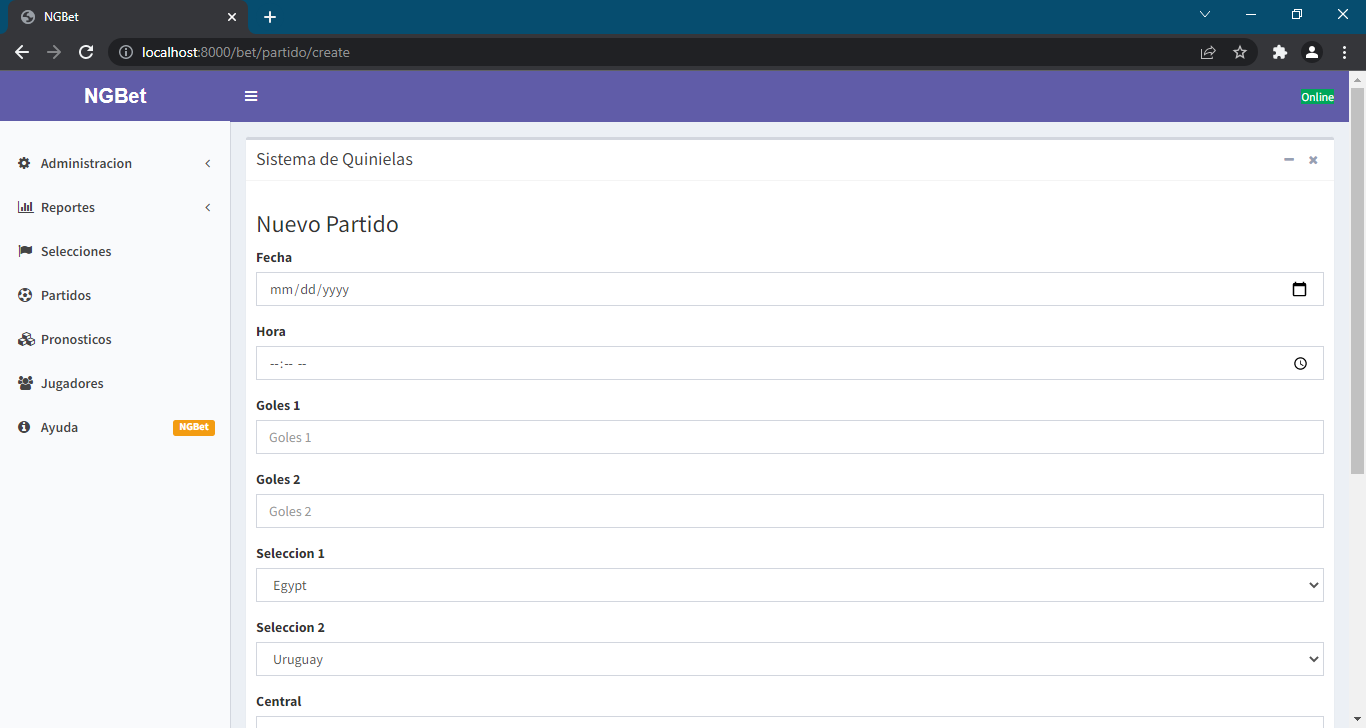 NGBet
localhost:8000/bet/partido/create
NGBet
Online
Administracion
Reportes
Selecciones
Partidos
Pronosticos
Jugadores
Ayuda NGBet
Sistema de Quinielas
Nuevo Partido
Fecha
mm/dd/yyyy
Hora
--:-- --
Goles 1
Goles 1
Goles 2
Goles 2
Seleccion 1
Egypt
Seleccion 2
Uruguay
Central